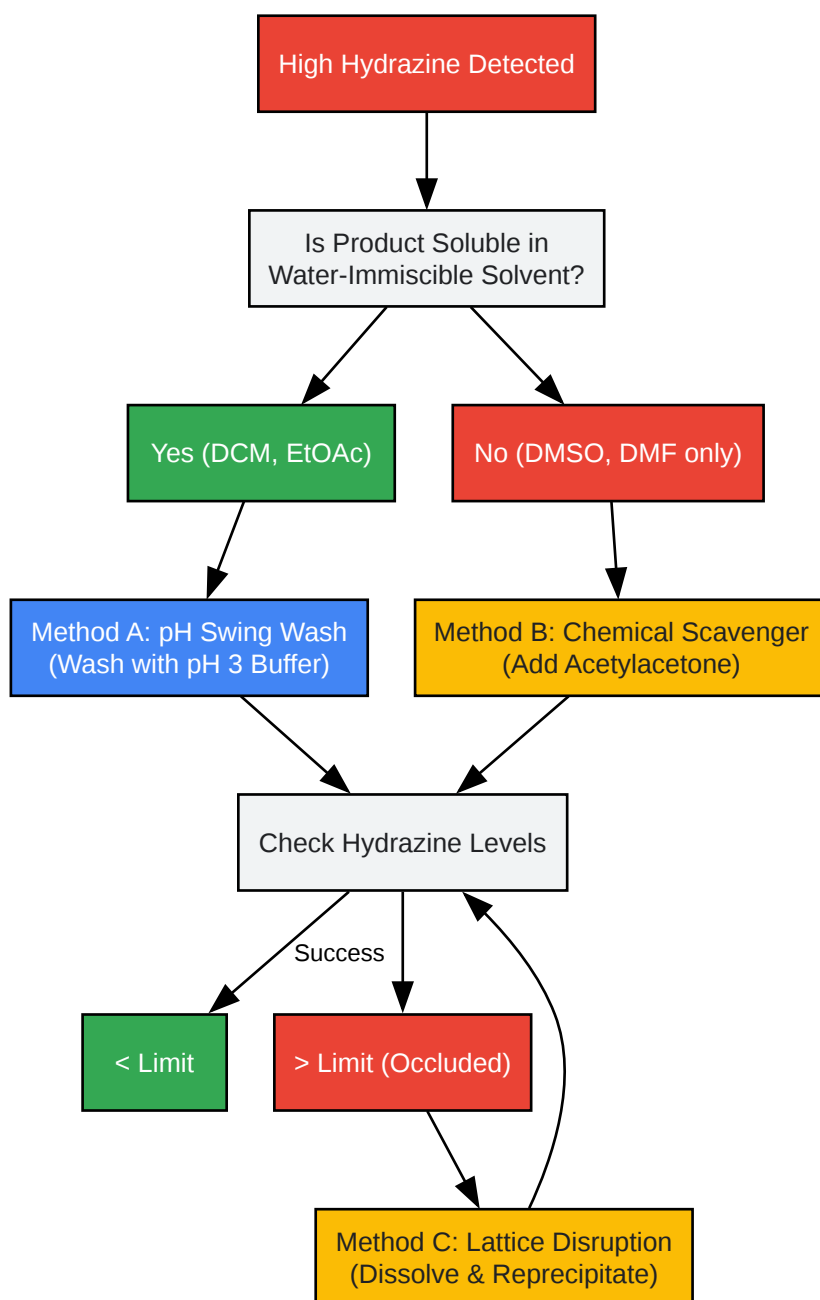 High Hydrazine Detected
Is Product Soluble in
Water-Immiscible Solvent?
Yes (DCM, EtOAc)
No (DMSO, DMF only)
Method A: pH Swing Wash
(Wash with pH 3 Buffer)
Method B: Chemical Scavenger
(Add Acetylacetone)
Check Hydrazine Levels
Success
< Limit
> Limit (Occluded)
Method C: Lattice Disruption
(Dissolve & Reprecipitate)